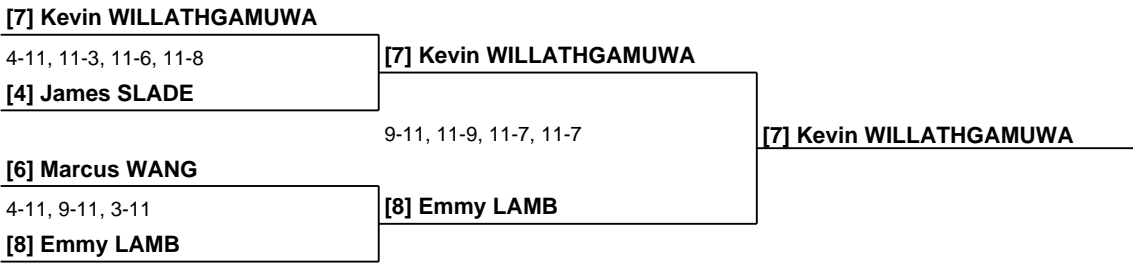 [7] Kevin WILLATHGAMUWA
4-11, 11-3, 11-6, 11-8
[7] Kevin WILLATHGAMUWA
[4] James SLADE
9-11, 11-9, 11-7, 11-7
[7] Kevin WILLATHGAMUWA
[6] Marcus WANG
4-11, 9-11, 3-11
[8] Emmy LAMB
[8] Emmy LAMB